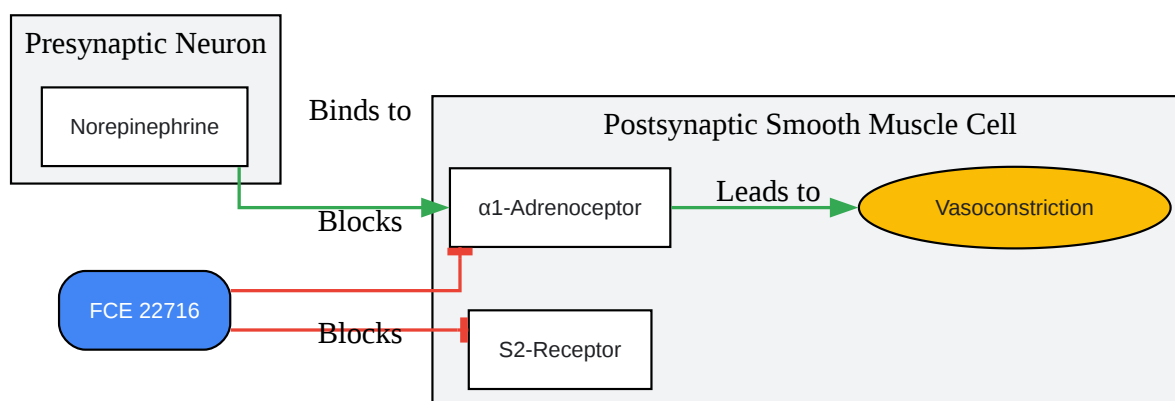 Presynaptic Neuron
Norepinephrine
Binds to
Postsynaptic Smooth Muscle Cell
α1-Adrenoceptor
Leads to
Vasoconstriction
Blocks
FCE 22716
Blocks
S2-Receptor